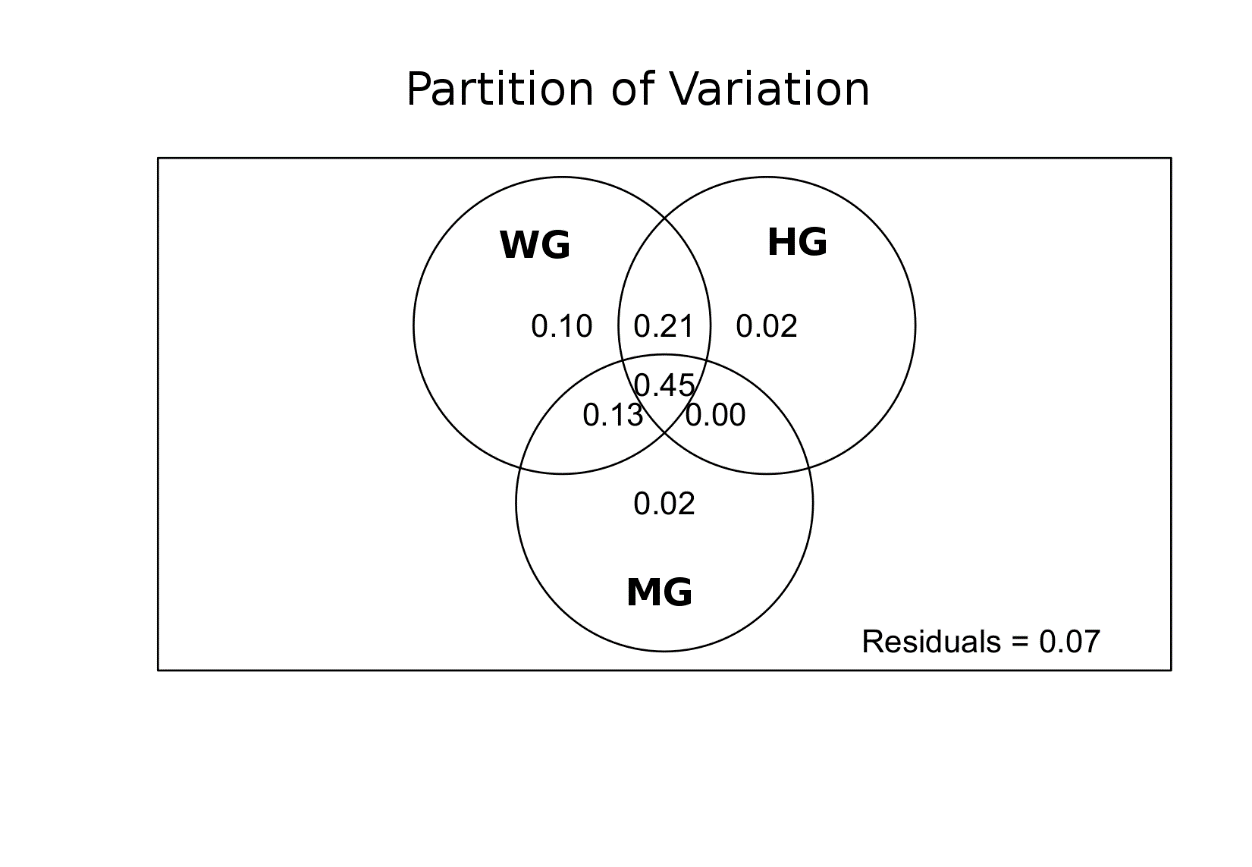 Partition of Variation
WG
HG
0.10
0.21
0.02
0.45
0.13
0.00
0.02
MG
Residuals = 0.07